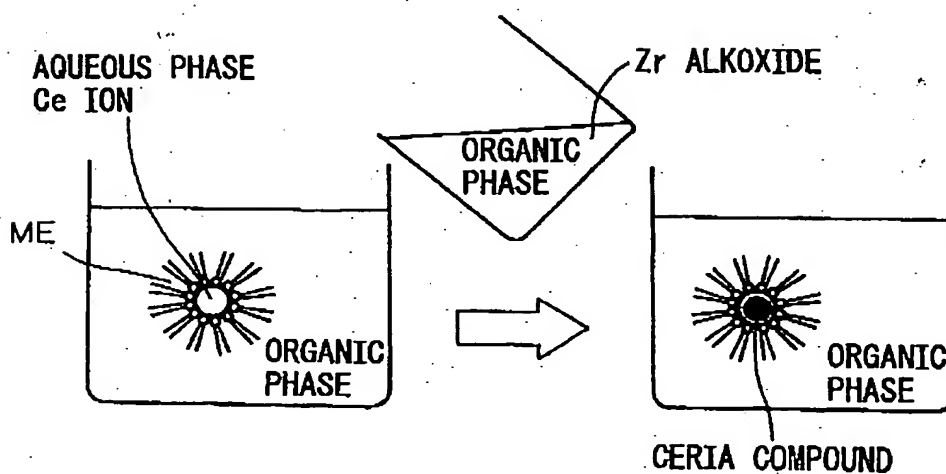 AQUEOUS PHASE
Ce ION
Zr ALKOXIDE
ORGANIC
PHASE
ME
ORGANIC
PHASE
ORGANIC
PHASE
CERIA COMPOUND